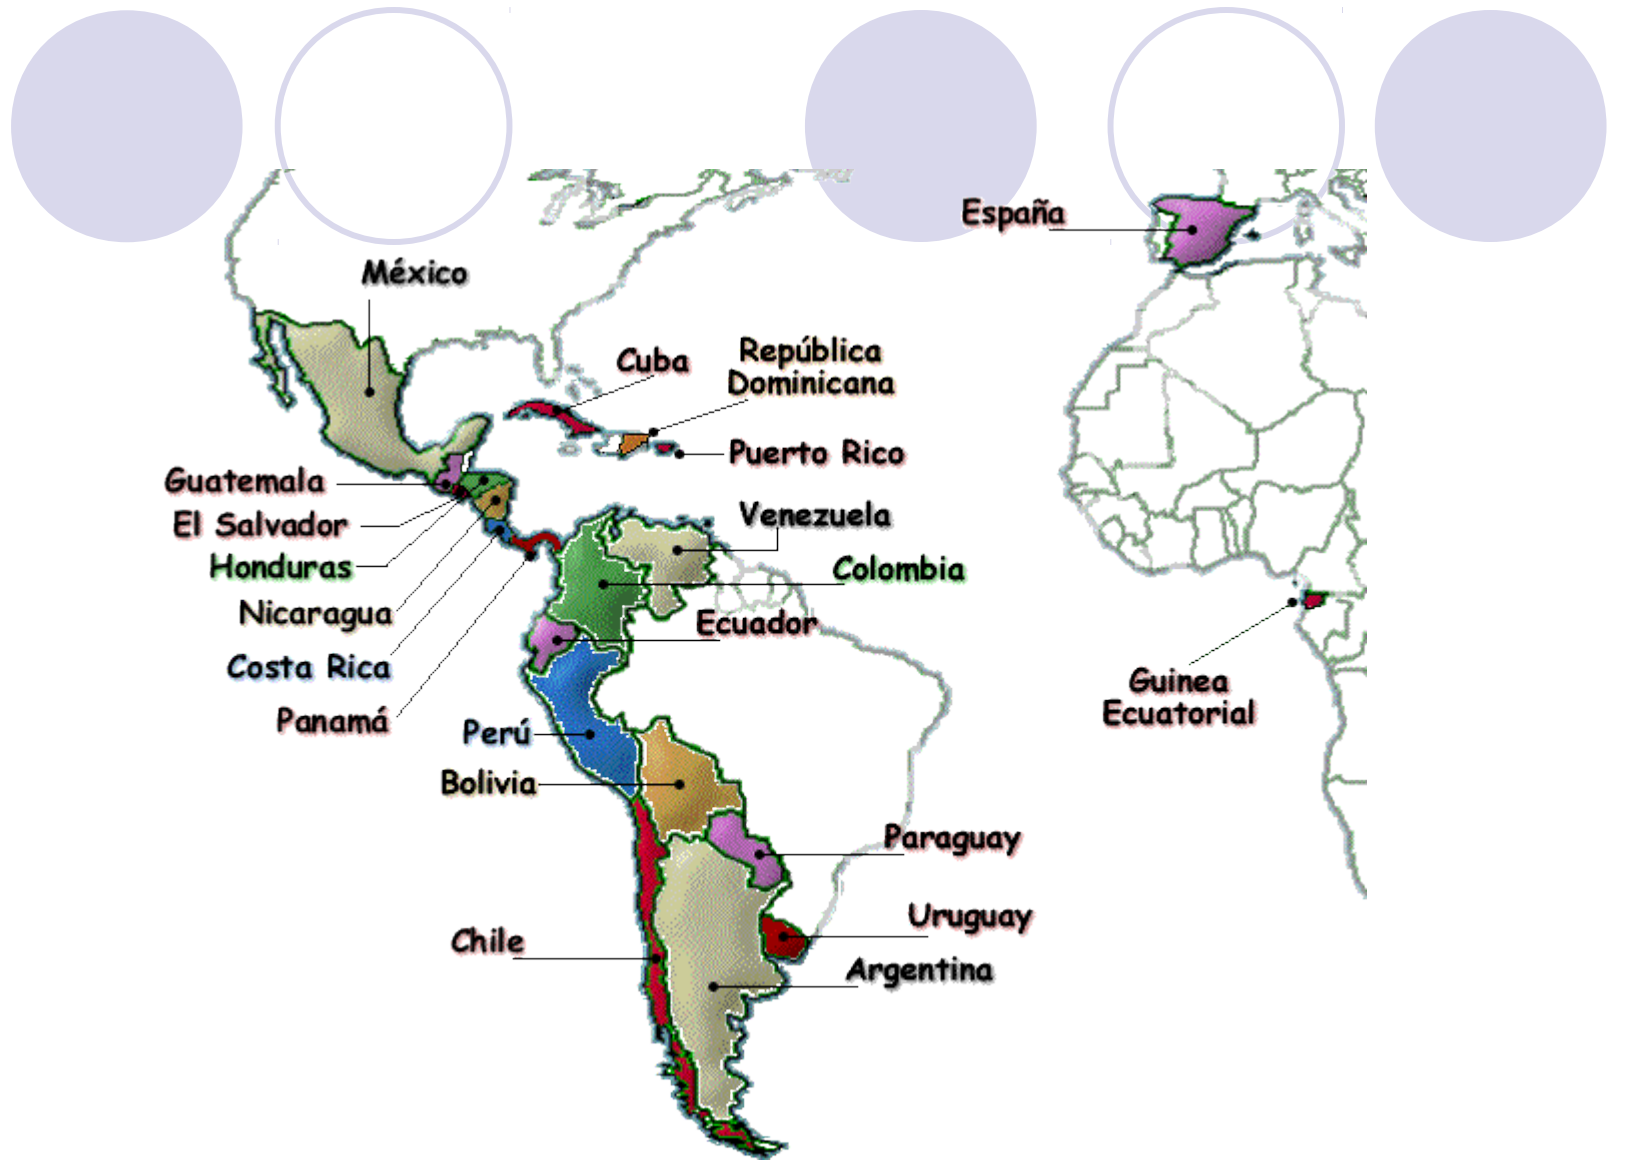 España
México
Cuba
República
Dominicana
Puerto Rico
Guatemala
El Salvador
Honduras
Nicaragua
Costa Rica
Panamá
Venezuela
Colombia
Ecuador
Perú
Bolivia
Guinea
Ecuatorial
Paraguay
Uruguay
Chile
Argentina